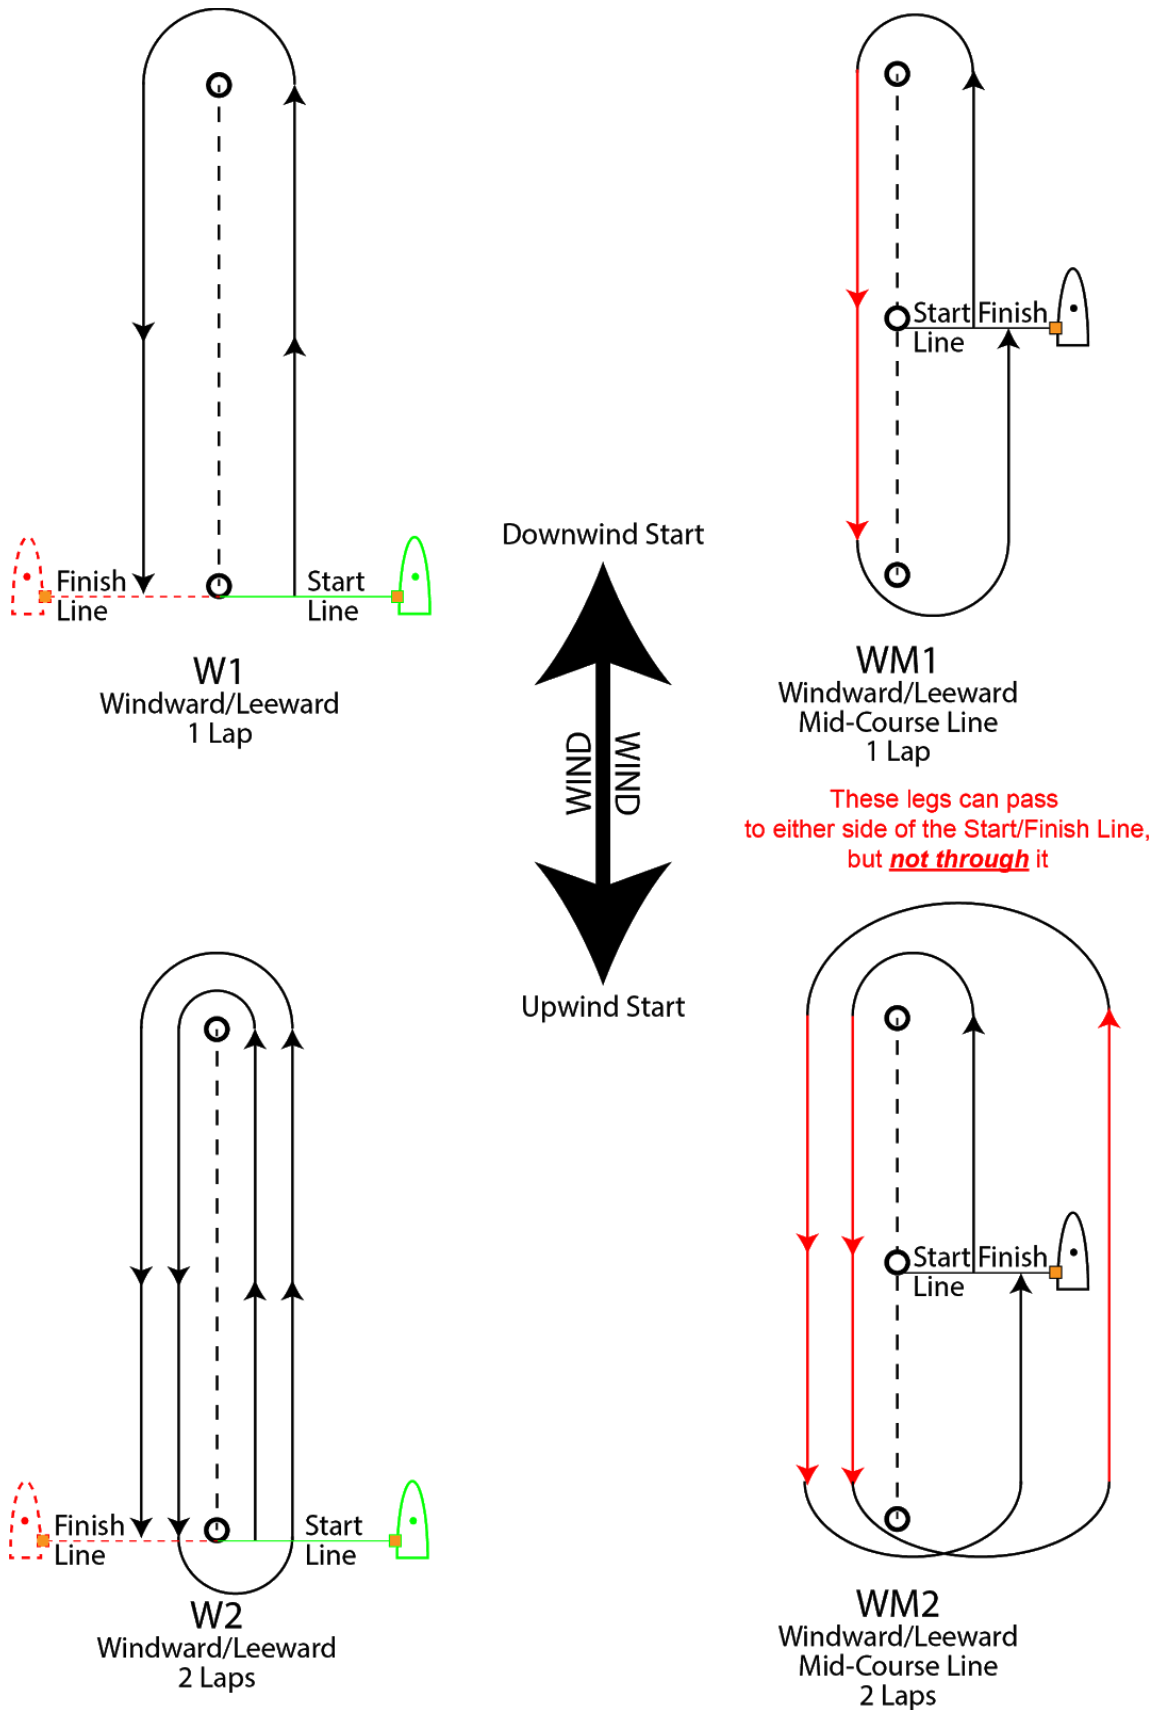 Finish
Line
Start
Line
W1
Windward/Leeward
1 Lap
Start Finish
Line
WM1
Windward/Leeward
Mid-Course Line
1 Lap
Downwind Start
WIND
WIND
Upwind Start
These legs can pass
to either side of the Start/Finish Line,
but not through it
Finish
Line
Start
Line
W2
Windward/Leeward
2 Laps
Start Finish
Line
WM2
Windward/Leeward
Mid-Course Line
2 Laps